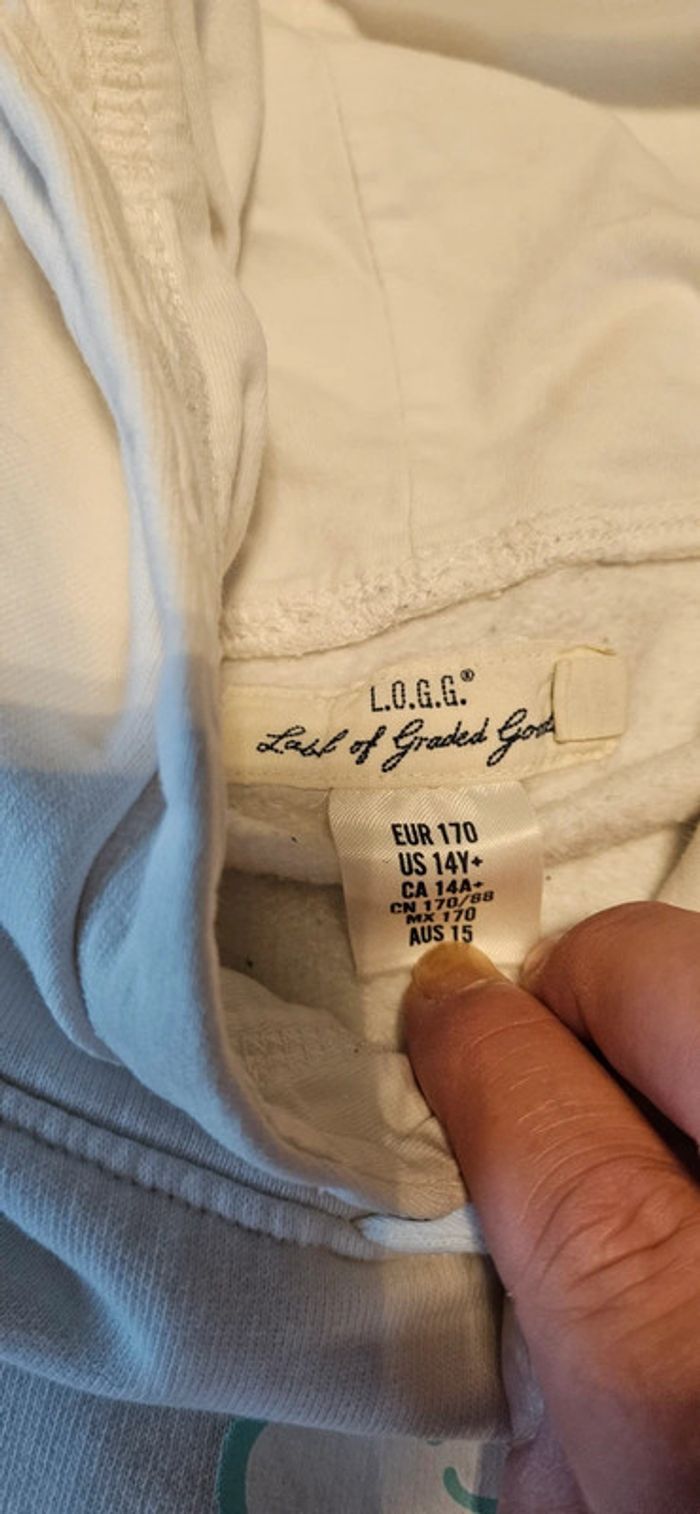 L.O.G.G.®
Label of Graded Goods
EUR 170
US 14Y+
CA 14A+
CN 170/88
MX 170
AUS 15